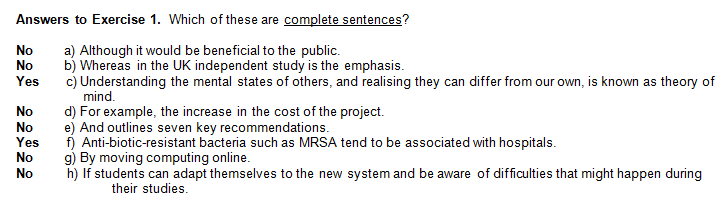 Answers to Exercise 1. Which of these are complete sentences?
No a) Although it would be beneficial to the public.
No b) Whereas in the UK independent study is the emphasis.
Yes c) Understanding the mental states of others, and realising they can differ from our own, is known as theory of
mind.
No d) For example, the increase in the cost of the project.
No e) And outlines seven key recommendations.
Yes f) Anti-biotic-resistant bacteria such as MRSA tend to be associated with hospitals.
No g) By moving computing online.
No h) If students can adapt themselves to the new system and be aware of difficulties that might happen during
their studies.